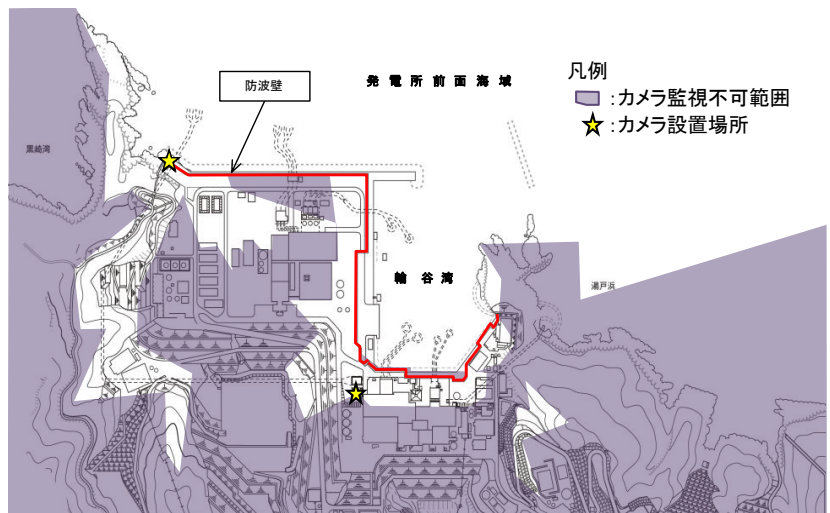 発電所前面海域
凡例
:カメラ監視不可範囲
:カメラ設置場所
防波壁
黒崎湾
輪谷湾
瀬戸浜